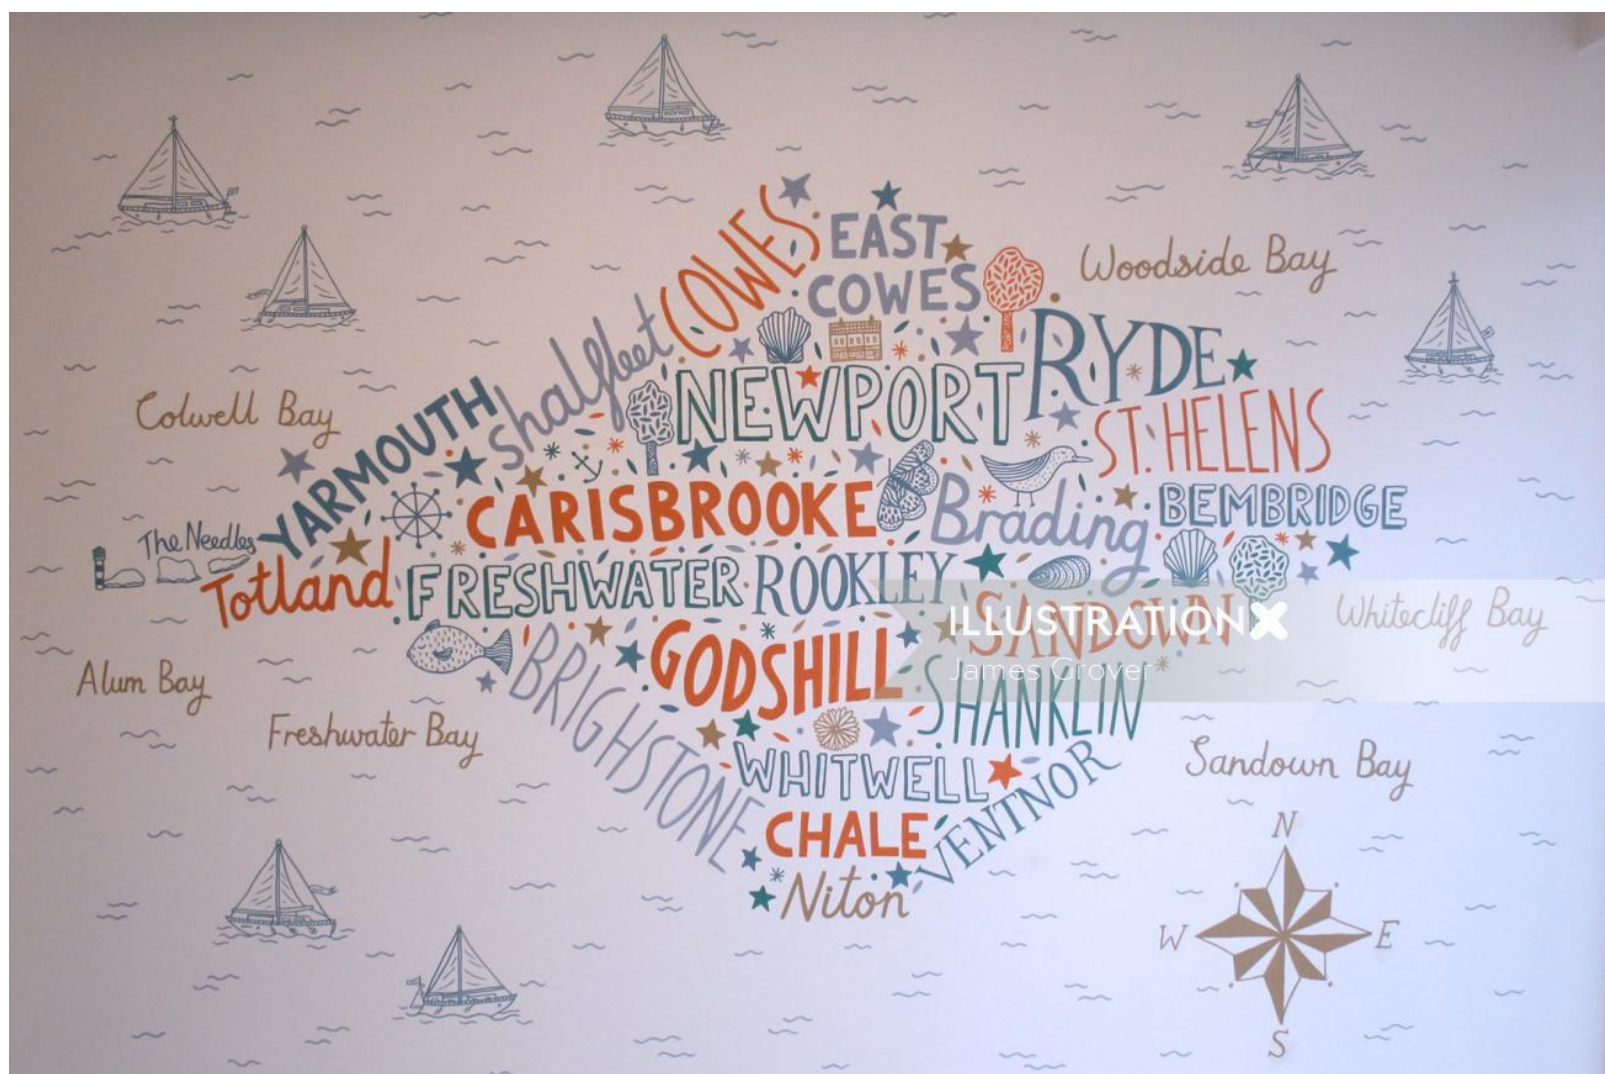 COWES
EAST
COWES
Woodside Bay
shalfleet
RYDE
NEWPORT
Colwell Bay
YARMOUTH
ST. HELENS
CARISBROOKE
Brading
BEMBRIDGE
The Needles
Totland
FRESHWATER
ROOKLEY
SANDOWN
ILLUSTRATIONX
James Grover
Whitecliff Bay
Alum Bay
BRIGHSTONE
GODSHILL
SHANKLIN
Freshwater Bay
WHITWELL
Sandown Bay
CHALE
VENTNOR
Niton
N
W
E
S